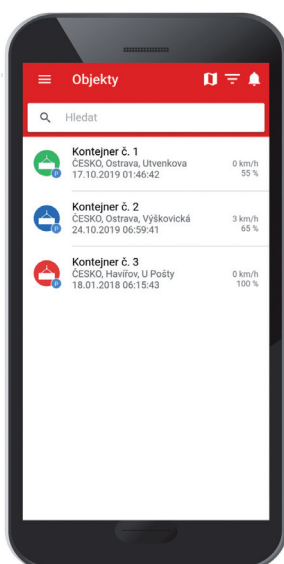 Objekty
Hledat
Kontejner č. 1
ČESKO, Ostrava, Utvenkova
0 km/h
17.10.2019 01:46:42
55 %
Kontejner č. 2
ČESKO, Ostrava, Výškovická
3 km/h
24.10.2019 06:59:41
65 %
Kontejner č. 3
ČESKO, Havířov, U Pošty
0 km/h
18.01.2018 06:15:43
100 %